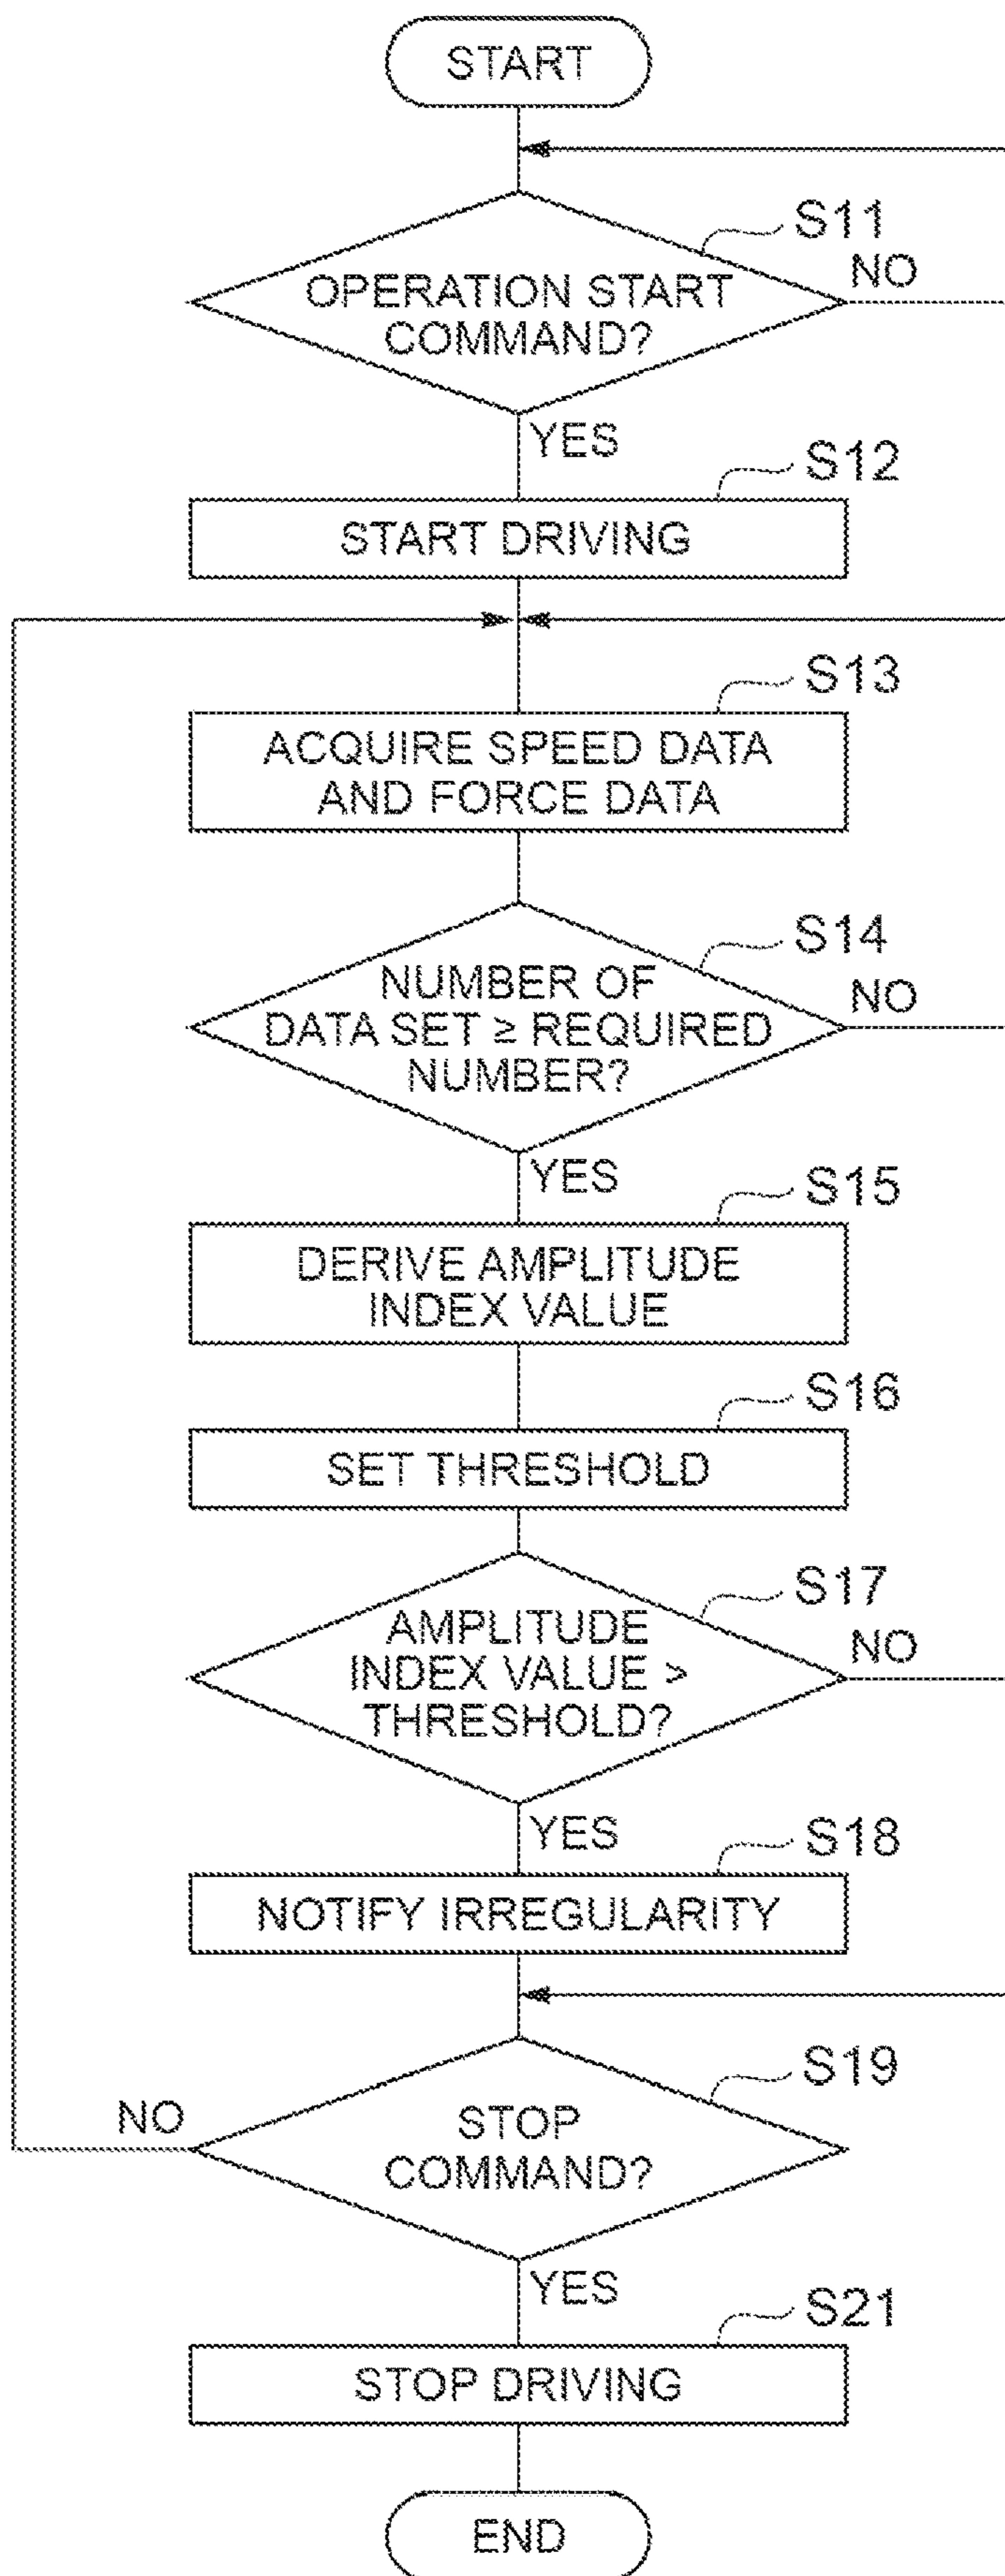 START
S11
NO
OPERATION START
COMMAND?
YES
S12
START DRIVING
S13
ACQUIRE SPEED DATA
AND FORCE DATA
S14
NO
NUMBER OF
DATA SET ≥ REQUIRED
NUMBER?
YES
S15
DERIVE AMPLITUDE
INDEX VALUE
S16
SET THRESHOLD
S17
NO
AMPLITUDE
INDEX VALUE >
THRESHOLD?
YES
S18
NOTIFY IRREGULARITY
S19
NO
STOP
COMMAND?
YES
S21
STOP DRIVING
END